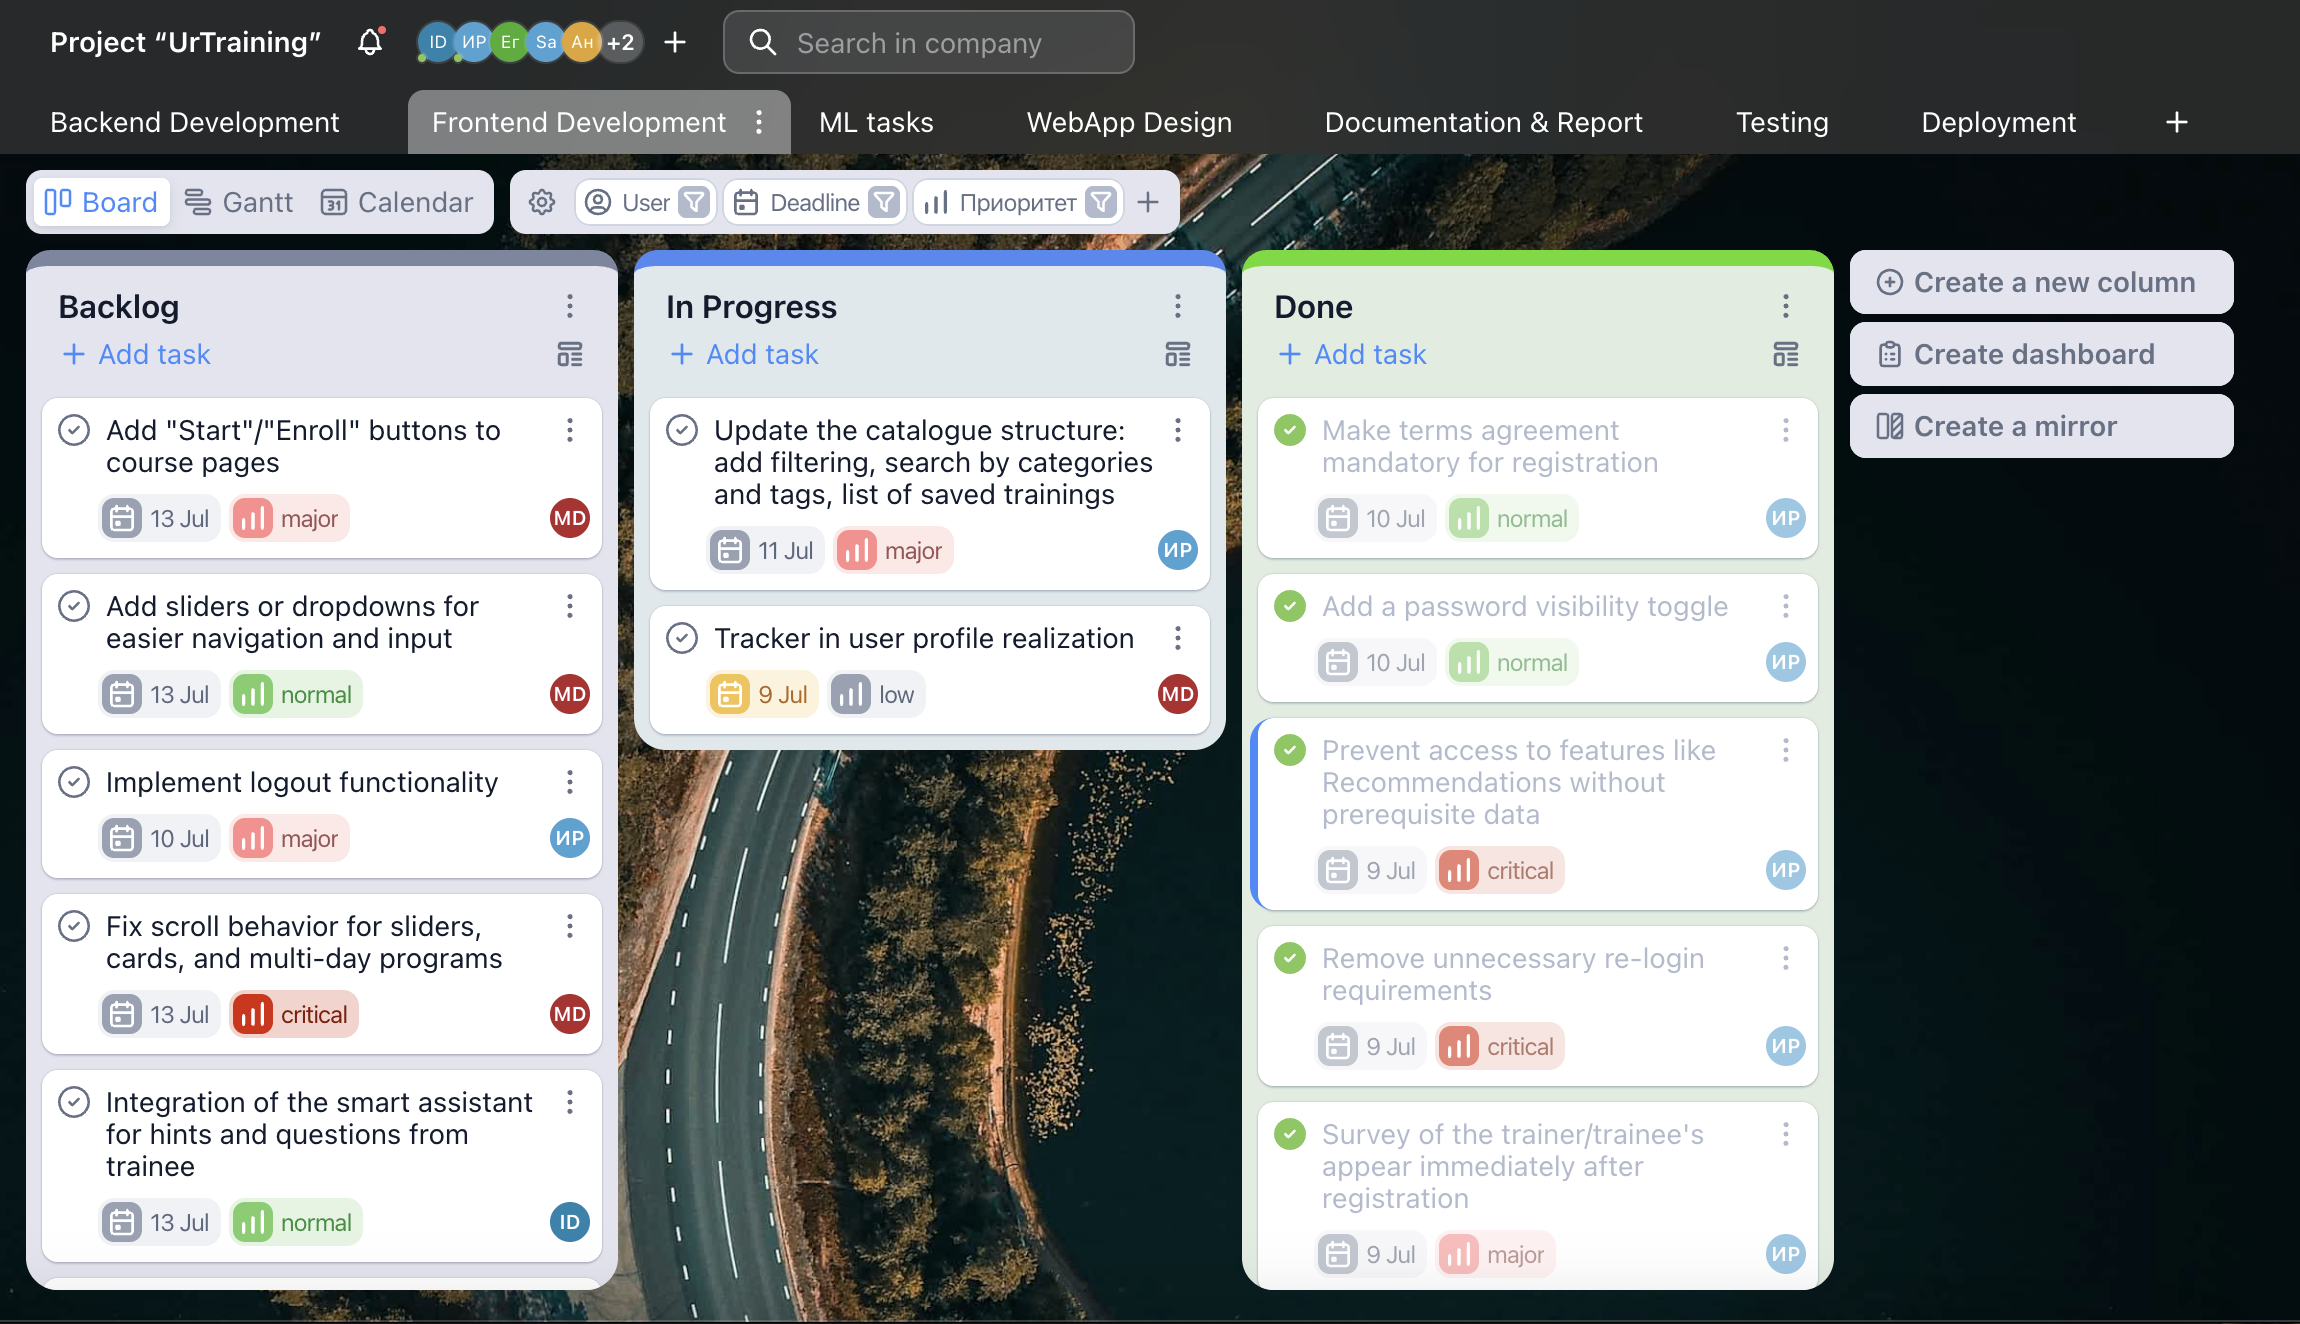 Project “UrTraining”
ID ИР Ег Sa Ан +2
Search in company
Backend Development
Frontend Development
ML tasks
WebApp Design
Documentation & Report
Testing
Deployment
Board
Gantt
31
Calendar
User
Deadline
Приоритет
Backlog
Add task
Add "Start"/"Enroll" buttons to
course pages
13 Jul major MD
Add sliders or dropdowns for
easier navigation and input
13 Jul normal MD
Implement logout functionality
10 Jul major ИР
Fix scroll behavior for sliders,
cards, and multi-day programs
13 Jul critical MD
Integration of the smart assistant
for hints and questions from
trainee
13 Jul normal ID
In Progress
Add task
Update the catalogue structure:
add filtering, search by categories
and tags, list of saved trainings
11 Jul major ИР
Tracker in user profile realization
9 Jul low MD
Done
Add task
Make terms agreement
mandatory for registration
10 Jul normal ИР
Add a password visibility toggle
10 Jul normal ИР
Prevent access to features like
Recommendations without
prerequisite data
9 Jul critical ИР
Remove unnecessary re-login
requirements
9 Jul critical ИР
Survey of the trainer/trainee's
appear immediately after
registration
9 Jul major ИР
Create a new column
Create dashboard
Create a mirror